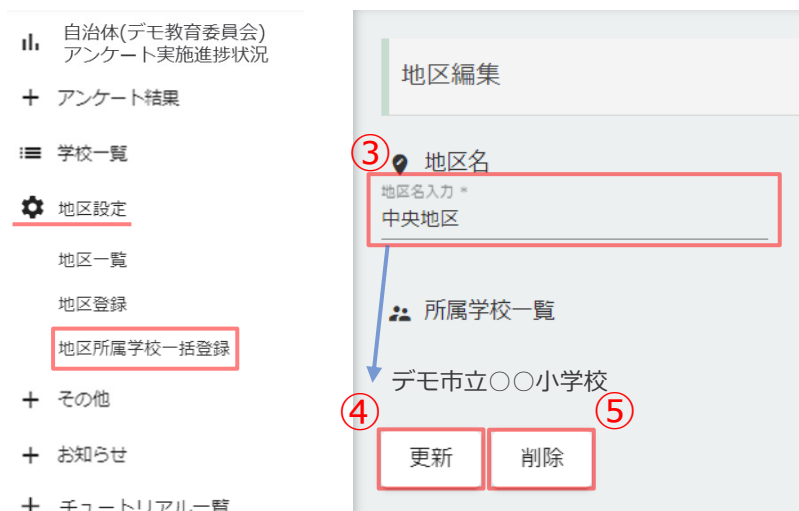 自治体(デモ教育委員会)
アンケート実施進捗状況
アンケート結果
学校一覧
地区設定
地区一覧
地区登録
地区所属学校一括登録
その他
お知らせ
チュートリアル一覧
地区編集
③
地区名
地区名入力 *
中央地区
所属学校一覧
デモ市立○○小学校
④
⑤
更新
削除